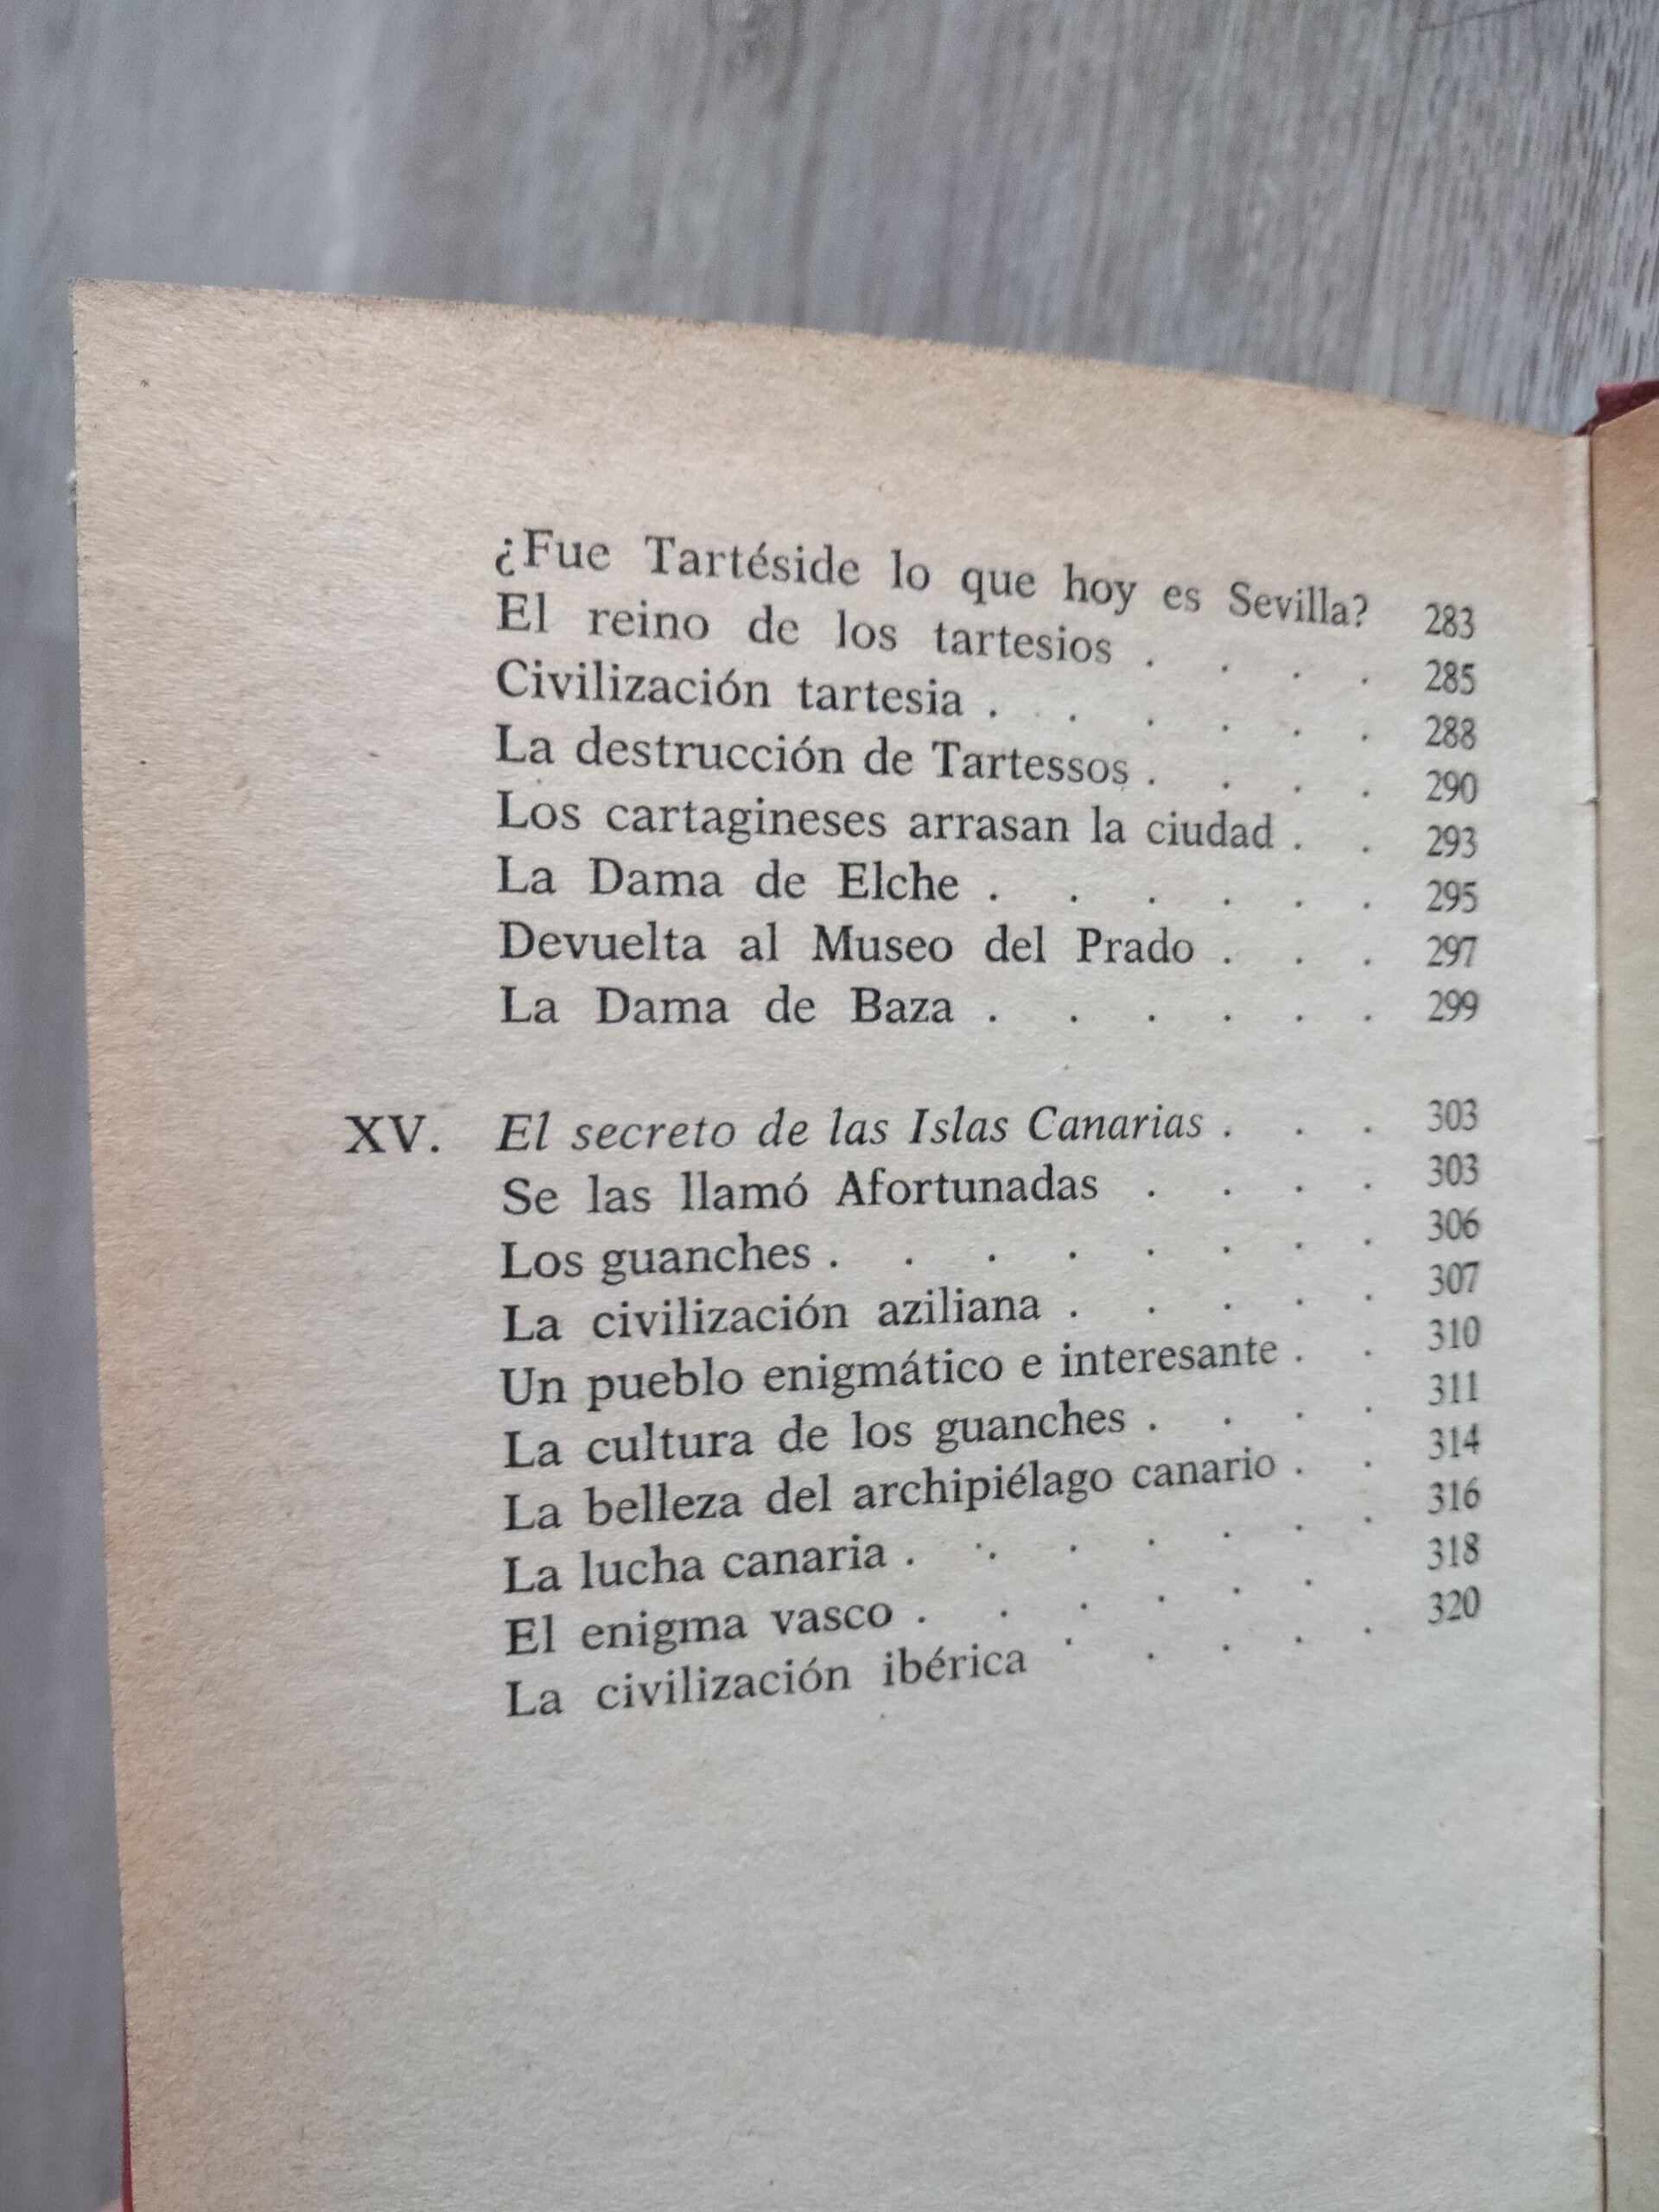 ¿Fue Tartéside lo que hoy es Sevilla? 283
El reino de los tartesios . . . . 285
Civilización tartesia . . . . . . 288
La destrucción de Tartessos . . . . 290
Los cartagineses arrasan la ciudad . . 293
La Dama de Elche . . . . . . 295
Devuelta al Museo del Prado . . . 297
La Dama de Baza . . . . . . 299
XV. El secreto de las Islas Canarias . . . 303
Se las llamó Afortunadas . . . . 303
Los guanches . . . . . . . . 306
La civilización aziliana . . . . . 307
Un pueblo enigmático e interesante . . 310
La cultura de los guanches . . . . 311
La belleza del archipiélago canario . . 314
La lucha canaria . . . . . . . 316
El enigma vasco . . . . . . 318
La civilización ibérica . . . . . 320